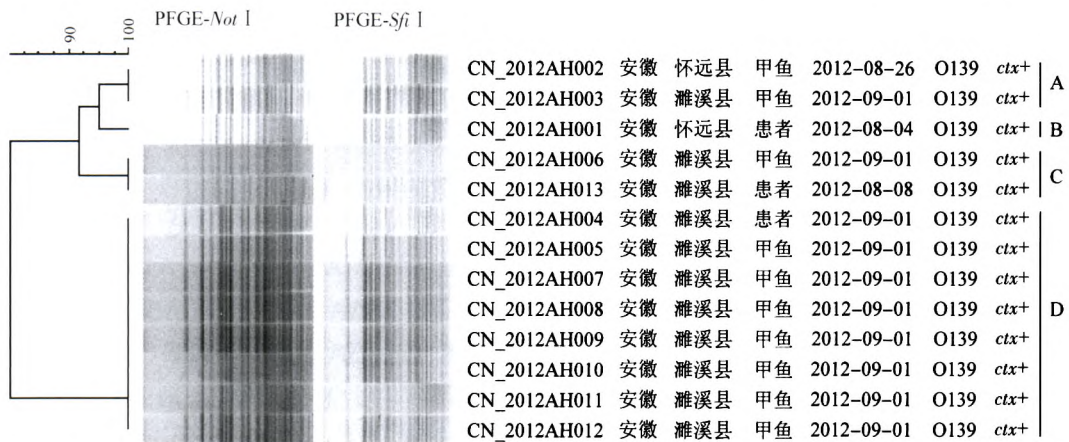 PFGE-Not Ⅰ PFGE-Sfi Ⅰ
90 100
CN_2012AH002 安徽 怀远县 甲鱼 2012-08-26 O139 ctx+
A
CN_2012AH003 安徽 濉溪县 甲鱼 2012-09-01 O139 ctx+
CN_2012AH001 安徽 怀远县 患者 2012-08-04 O139 ctx+ B
CN_2012AH006 安徽 濉溪县 甲鱼 2012-09-01 O139 ctx+
C
CN_2012AH013 安徽 濉溪县 患者 2012-08-08 O139 ctx+
CN_2012AH004 安徽 濉溪县 患者 2012-09-01 O139 ctx+
CN_2012AH005 安徽 濉溪县 甲鱼 2012-09-01 O139 ctx+
CN_2012AH007 安徽 濉溪县 甲鱼 2012-09-01 O139 ctx+
CN_2012AH008 安徽 濉溪县 甲鱼 2012-09-01 O139 ctx+ D
CN_2012AH009 安徽 濉溪县 甲鱼 2012-09-01 O139 ctx+
CN_2012AH010 安徽 濉溪县 甲鱼 2012-09-01 O139 ctx+
CN_2012AH011 安徽 濉溪县 甲鱼 2012-09-01 O139 ctx+
CN_2012AH012 安徽 濉溪县 甲鱼 2012-09-01 O139 ctx+